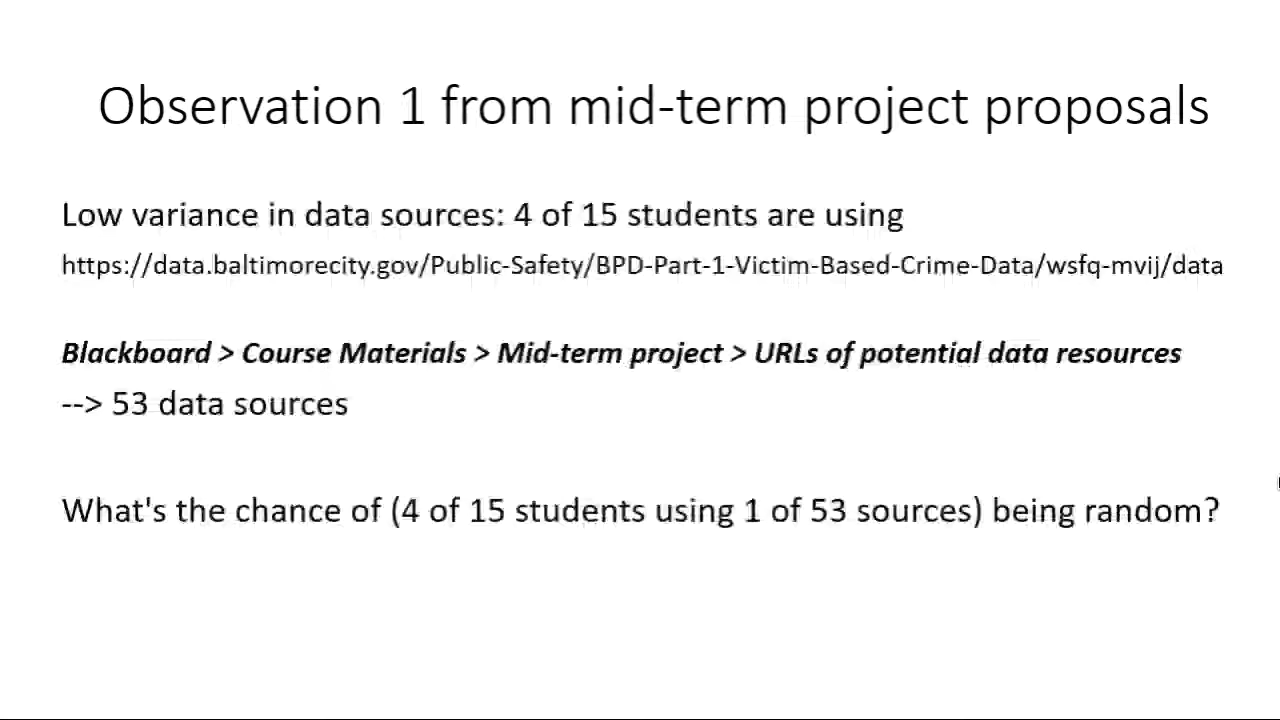 Observation 1 from mid-term project proposals
Low variance in data sources: 4 of 15 students are using
https://data.baltimorecity.gov/Public-Safety/BPD-Part-1-Victim-Based-Crime-Data/wsfq-mvij/data
Blackboard > Course Materials > Mid-term project > URLs of potential data resources
--> 53 data sources
What's the chance of (4 of 15 students using 1 of 53 sources) being random?